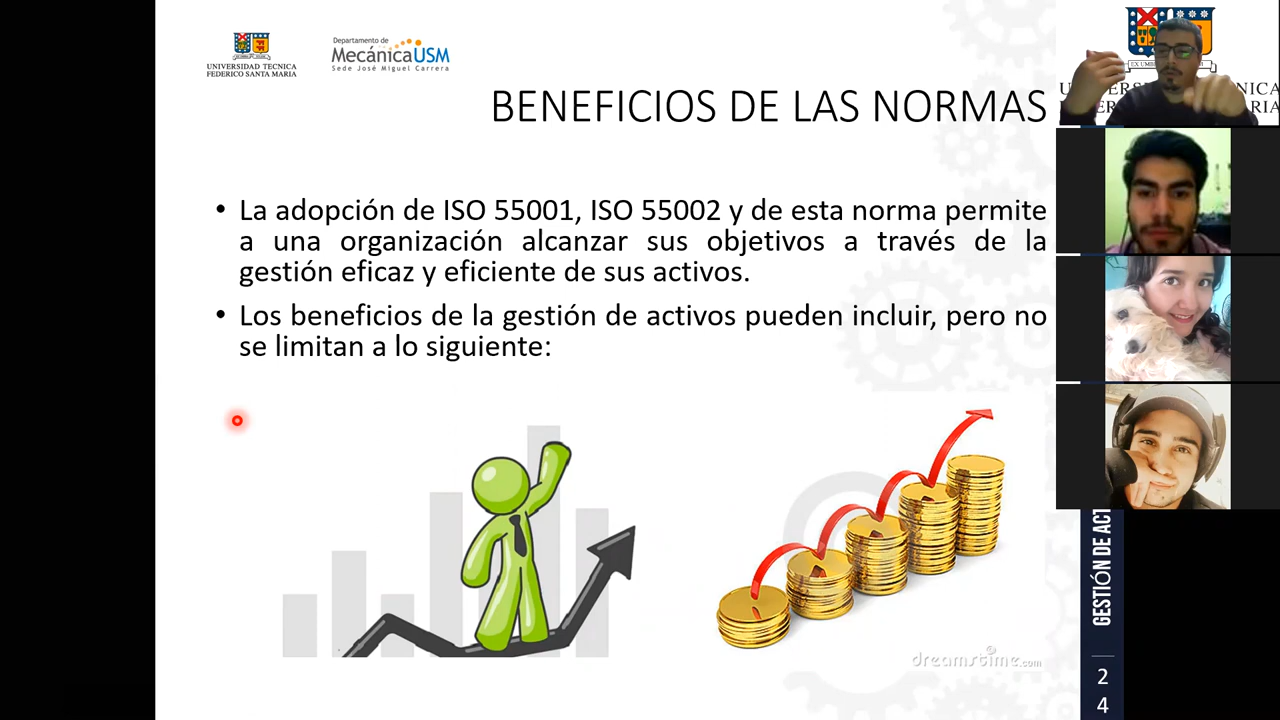 UNIVERSIDAD TECNICA
FEDERICO SANTA MARIA
Departamento de
MecánicaUSM
Sede José Miguel Carrera
BENEFICIOS DE LAS NORMAS
• La adopción de ISO 55001, ISO 55002 y de esta norma permite
a una organización alcanzar sus objetivos a través de la
gestión eficaz y eficiente de sus activos.
• Los beneficios de la gestión de activos pueden incluir, pero no
se limitan a lo siguiente:
dreamstime.com
GESTIÓN DE ACT
2
4